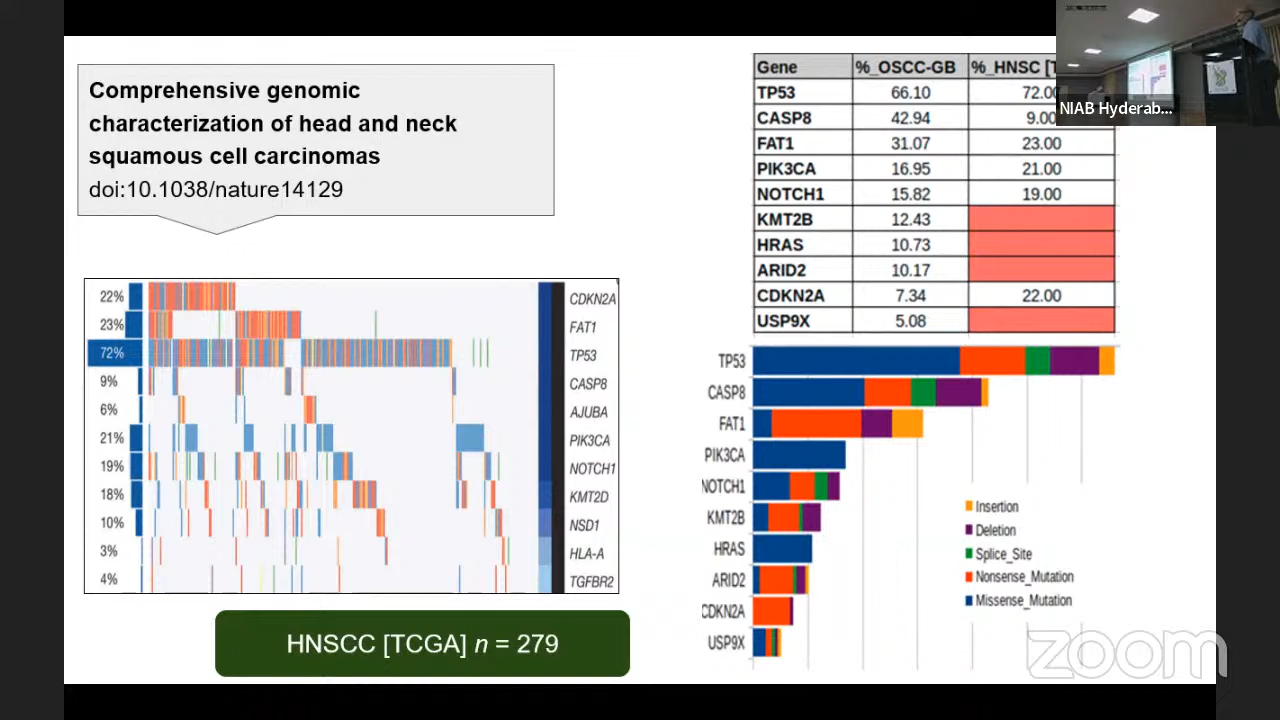 Comprehensive genomic
characterization of head and neck
squamous cell carcinomas
doi:10.1038/nature14129
22% CDKN2A
23% FAT1
72% TP53
9% CASP8
6% AJUBA
21% PIK3CA
19% NOTCH1
18% KMT2D
10% NSD1
3% HLA-A
4% TGFBR2
HNSCC [TCGA] n = 279
Gene %_OSCC-GB %_HNSC [T
TP53 66.10 72.00
CASP8 42.94 9.00
FAT1 31.07 23.00
PIK3CA 16.95 21.00
NOTCH1 15.82 19.00
KMT2B 12.43
HRAS 10.73
ARID2 10.17
CDKN2A 7.34 22.00
USP9X 5.08
TP53
CASP8
FAT1
PIK3CA
NOTCH1
KMT2B
HRAS
ARID2
CDKN2A
USP9X
Insertion
Deletion
Splice_Site
Nonsense_Mutation
Missense_Mutation
NIAB Hyderab...
zoom